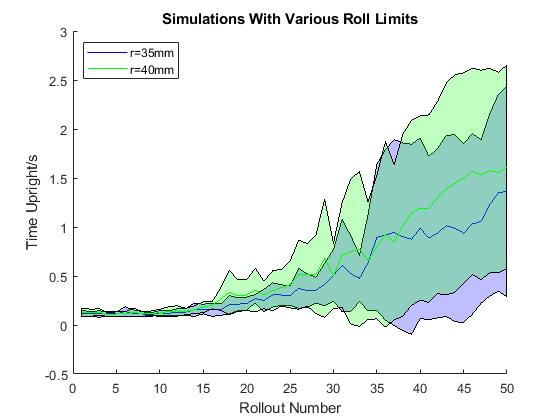 Simulations With Various Roll Limits
3
r=35mm
r=40mm
2.5
2
1.5
1
0.5
0
-0.5
Time Upright/s
0 5 10 15 20 25 30 35 40 45 50
Rollout Number